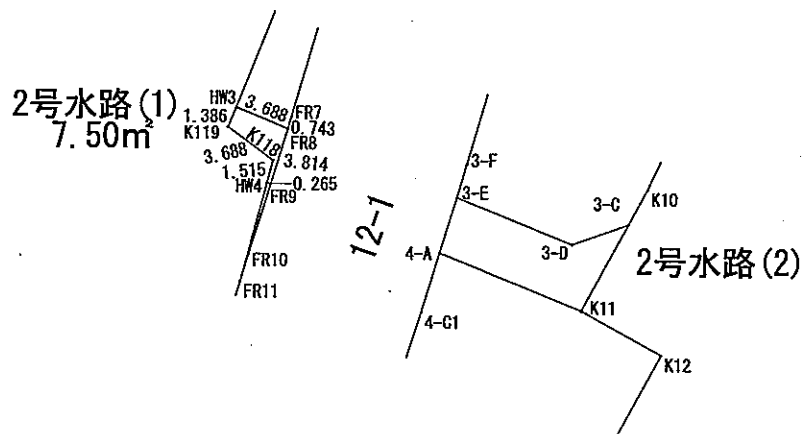 2号水路(1)
7.50㎡
HW3
3.688
FR7
1.386
0.743
K119
K118
FR8
3.688
3.814
1.515
HW4
0.265
FR9
FR10
FR11
12-1
3-F
3-E
3-C
K10
3-D
4-A
2号水路(2)
K11
4-C1
K12